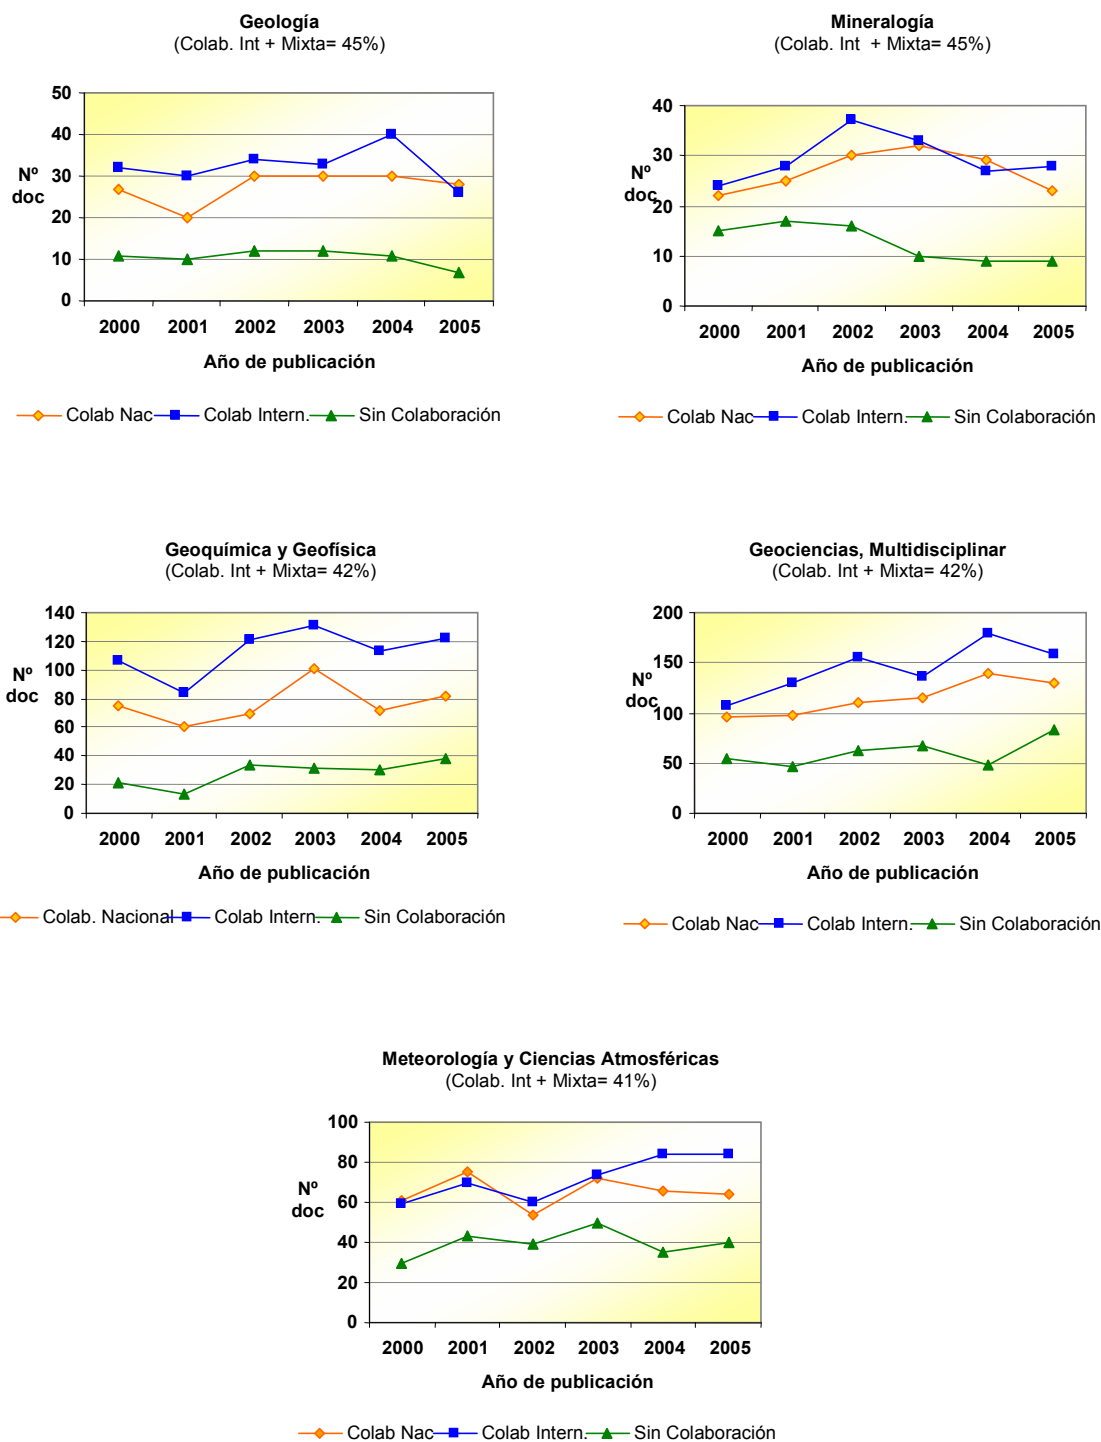 Geología
(Colab. Int + Mixta= 45%)
50
40
30
20
10
0
Nº
doc
2000 2001 2002 2003 2004 2005
Año de publicación
Colab Nac Colab Intern. Sin Colaboración
Mineralogía
(Colab. Int + Mixta= 45%)
40
30
20
10
0
Nº
doc
2000 2001 2002 2003 2004 2005
Año de publicación
Colab Nac Colab Intern. Sin Colaboración
Geoquímica y Geofísica
(Colab. Int + Mixta= 42%)
140
120
100
80
60
40
20
0
Nº
doc
2000 2001 2002 2003 2004 2005
Año de publicación
Colab. Nacional Colab Intern. Sin Colaboración
Geociencias, Multidisciplinar
(Colab. Int + Mixta= 42%)
200
150
100
50
0
Nº
doc
2000 2001 2002 2003 2004 2005
Año de publicación
Colab Nac Colab Intern. Sin Colaboración
Meteorología y Ciencias Atmosféricas
(Colab. Int + Mixta= 41%)
100
80
60
40
20
0
Nº
doc
2000 2001 2002 2003 2004 2005
Año de publicación
Colab Nac Colab Intern. Sin Colaboración